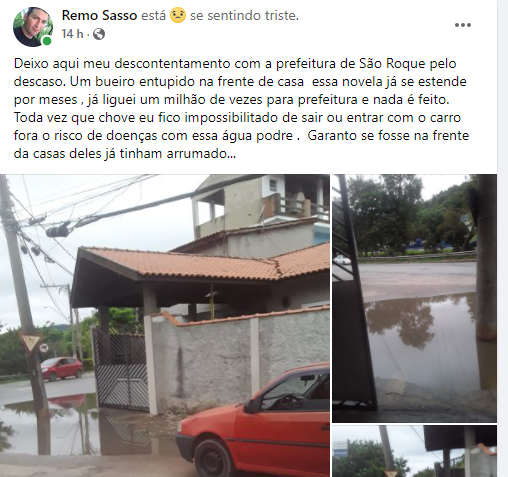 Remo Sasso está 😟 se sentindo triste.
14 h ·
Deixo aqui meu descontentamento com a prefeitura de São Roque pelo
descaso. Um bueiro entupido na frente de casa  essa novela já se estende
por meses , já liguei um milhão de vezes para prefeitura e nada é feito.
Toda vez que chove eu fico impossibilitado de sair ou entrar com o carro
fora o risco de doenças com essa água podre .  Garanto se fosse na frente
da casas deles já tinham arrumado...